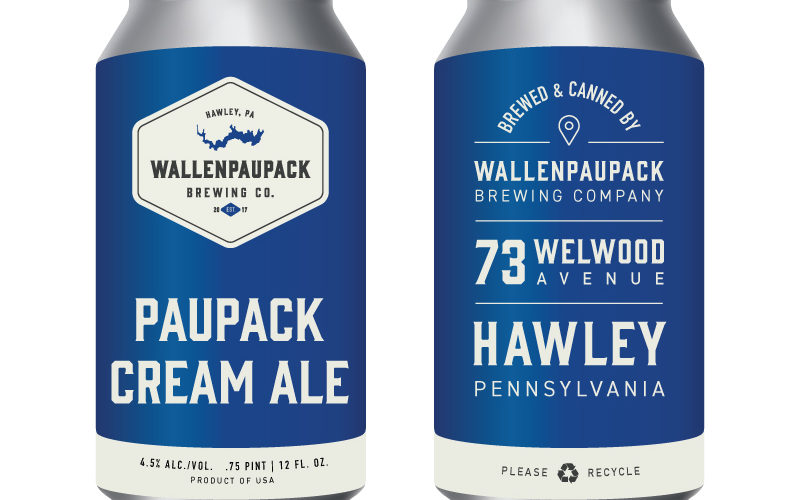 HAWLEY, PA
WALLENPAUPACK
BREWING CO.
20 EST 17
PAUPACK
CREAM ALE
4.5% ALC./VOL. .75 PINT | 12 FL. OZ.
PRODUCT OF USA
BREWED & CANNED BY
WALLENPAUPACK
BREWING COMPANY
73 WELWOOD
AVENUE
HAWLEY
PENNSYLVANIA
PLEASE RECYCLE